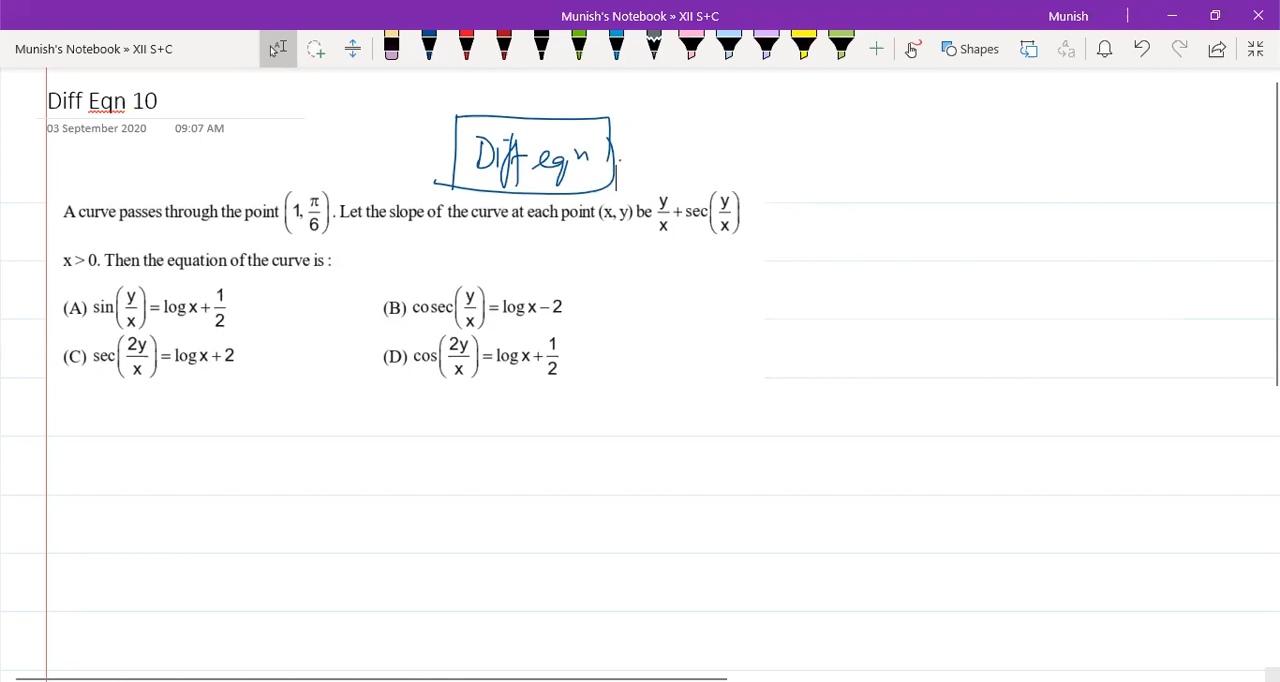 Munish's Notebook » XII S+C
Munish
Munish's Notebook » XII S+C
Shapes
Diff Eqn 10
03 September 2020 09:07 AM
Diff eqn
A curve passes through the point (1, π/6). Let the slope of the curve at each point (x, y) be y/x + sec(y/x)
x > 0. Then the equation of the curve is :
(A) sin(y/x) = log x + 1/2 (B) cosec(y/x) = log x − 2
(C) sec(2y/x) = log x + 2 (D) cos(2y/x) = log x + 1/2